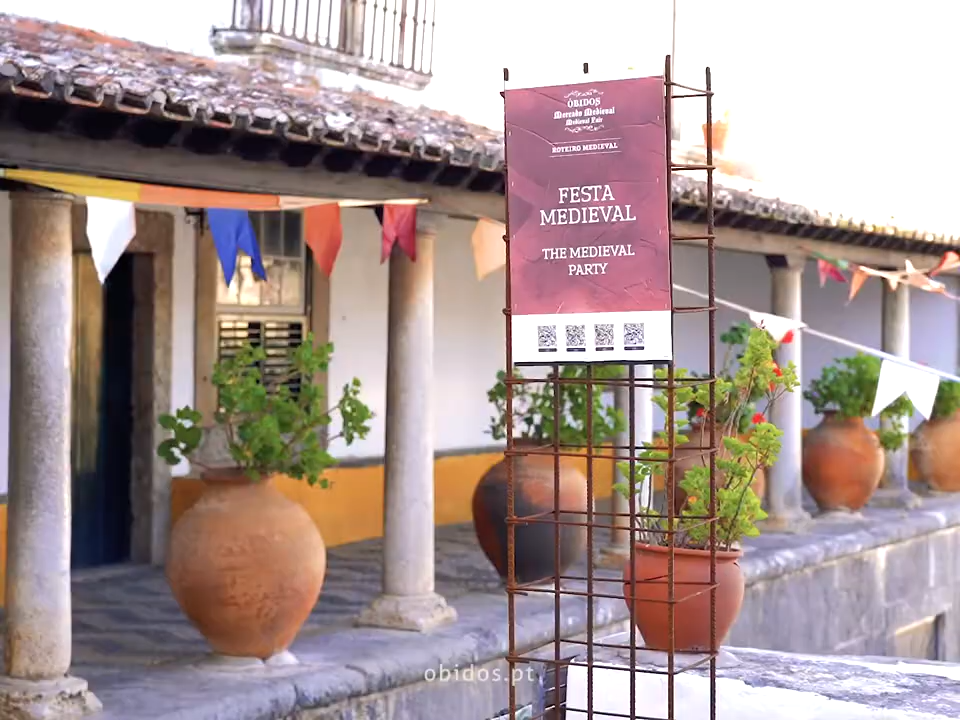 ÓBIDOS
Mercado Medieval
Medieval Fair
ROTEIRO MEDIEVAL
FESTA
MEDIEVAL
THE MEDIEVAL
PARTY
obidos.pt